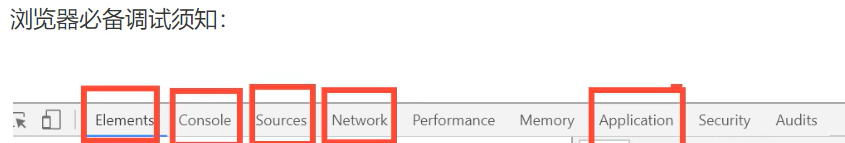 浏览器必备调试须知：
Elements Console Sources Network Performance Memory Application Security Audits